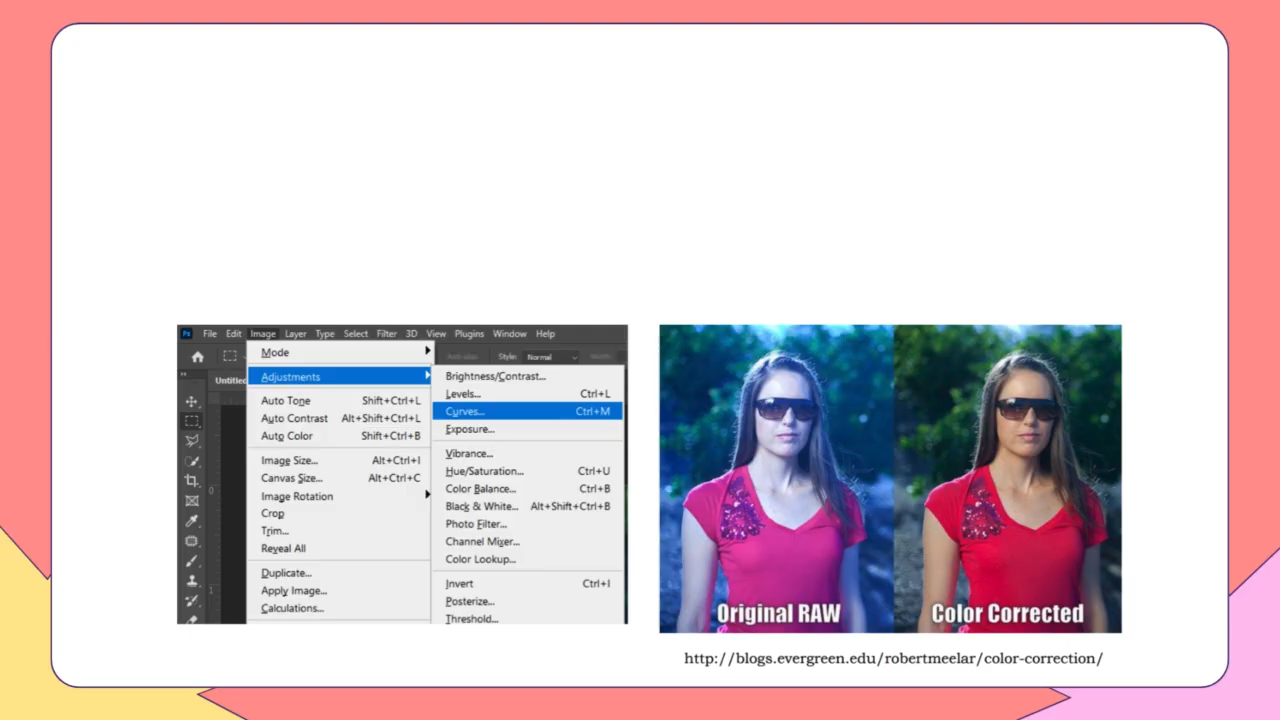 Ps File Edit Image Layer Type Select Filter 3D View Plugins Window Help
Style: Normal
Untitle
Mode
Adjustments
Auto Tone Shift+Ctrl+L
Auto Contrast Alt+Shift+Ctrl+L
Auto Color Shift+Ctrl+B
Image Size... Alt+Ctrl+I
Canvas Size... Alt+Ctrl+C
Image Rotation
Crop
Trim...
Reveal All
Duplicate...
Apply Image...
Calculations...
Brightness/Contrast...
Levels... Ctrl+L
Curves... Ctrl+M
Exposure...
Vibrance...
Hue/Saturation... Ctrl+U
Color Balance... Ctrl+B
Black & White... Alt+Shift+Ctrl+B
Photo Filter...
Channel Mixer...
Color Lookup...
Invert Ctrl+I
Posterize...
Threshold...
0
1
Original RAW
Color Corrected
http://blogs.evergreen.edu/robertmeelar/color-correction/